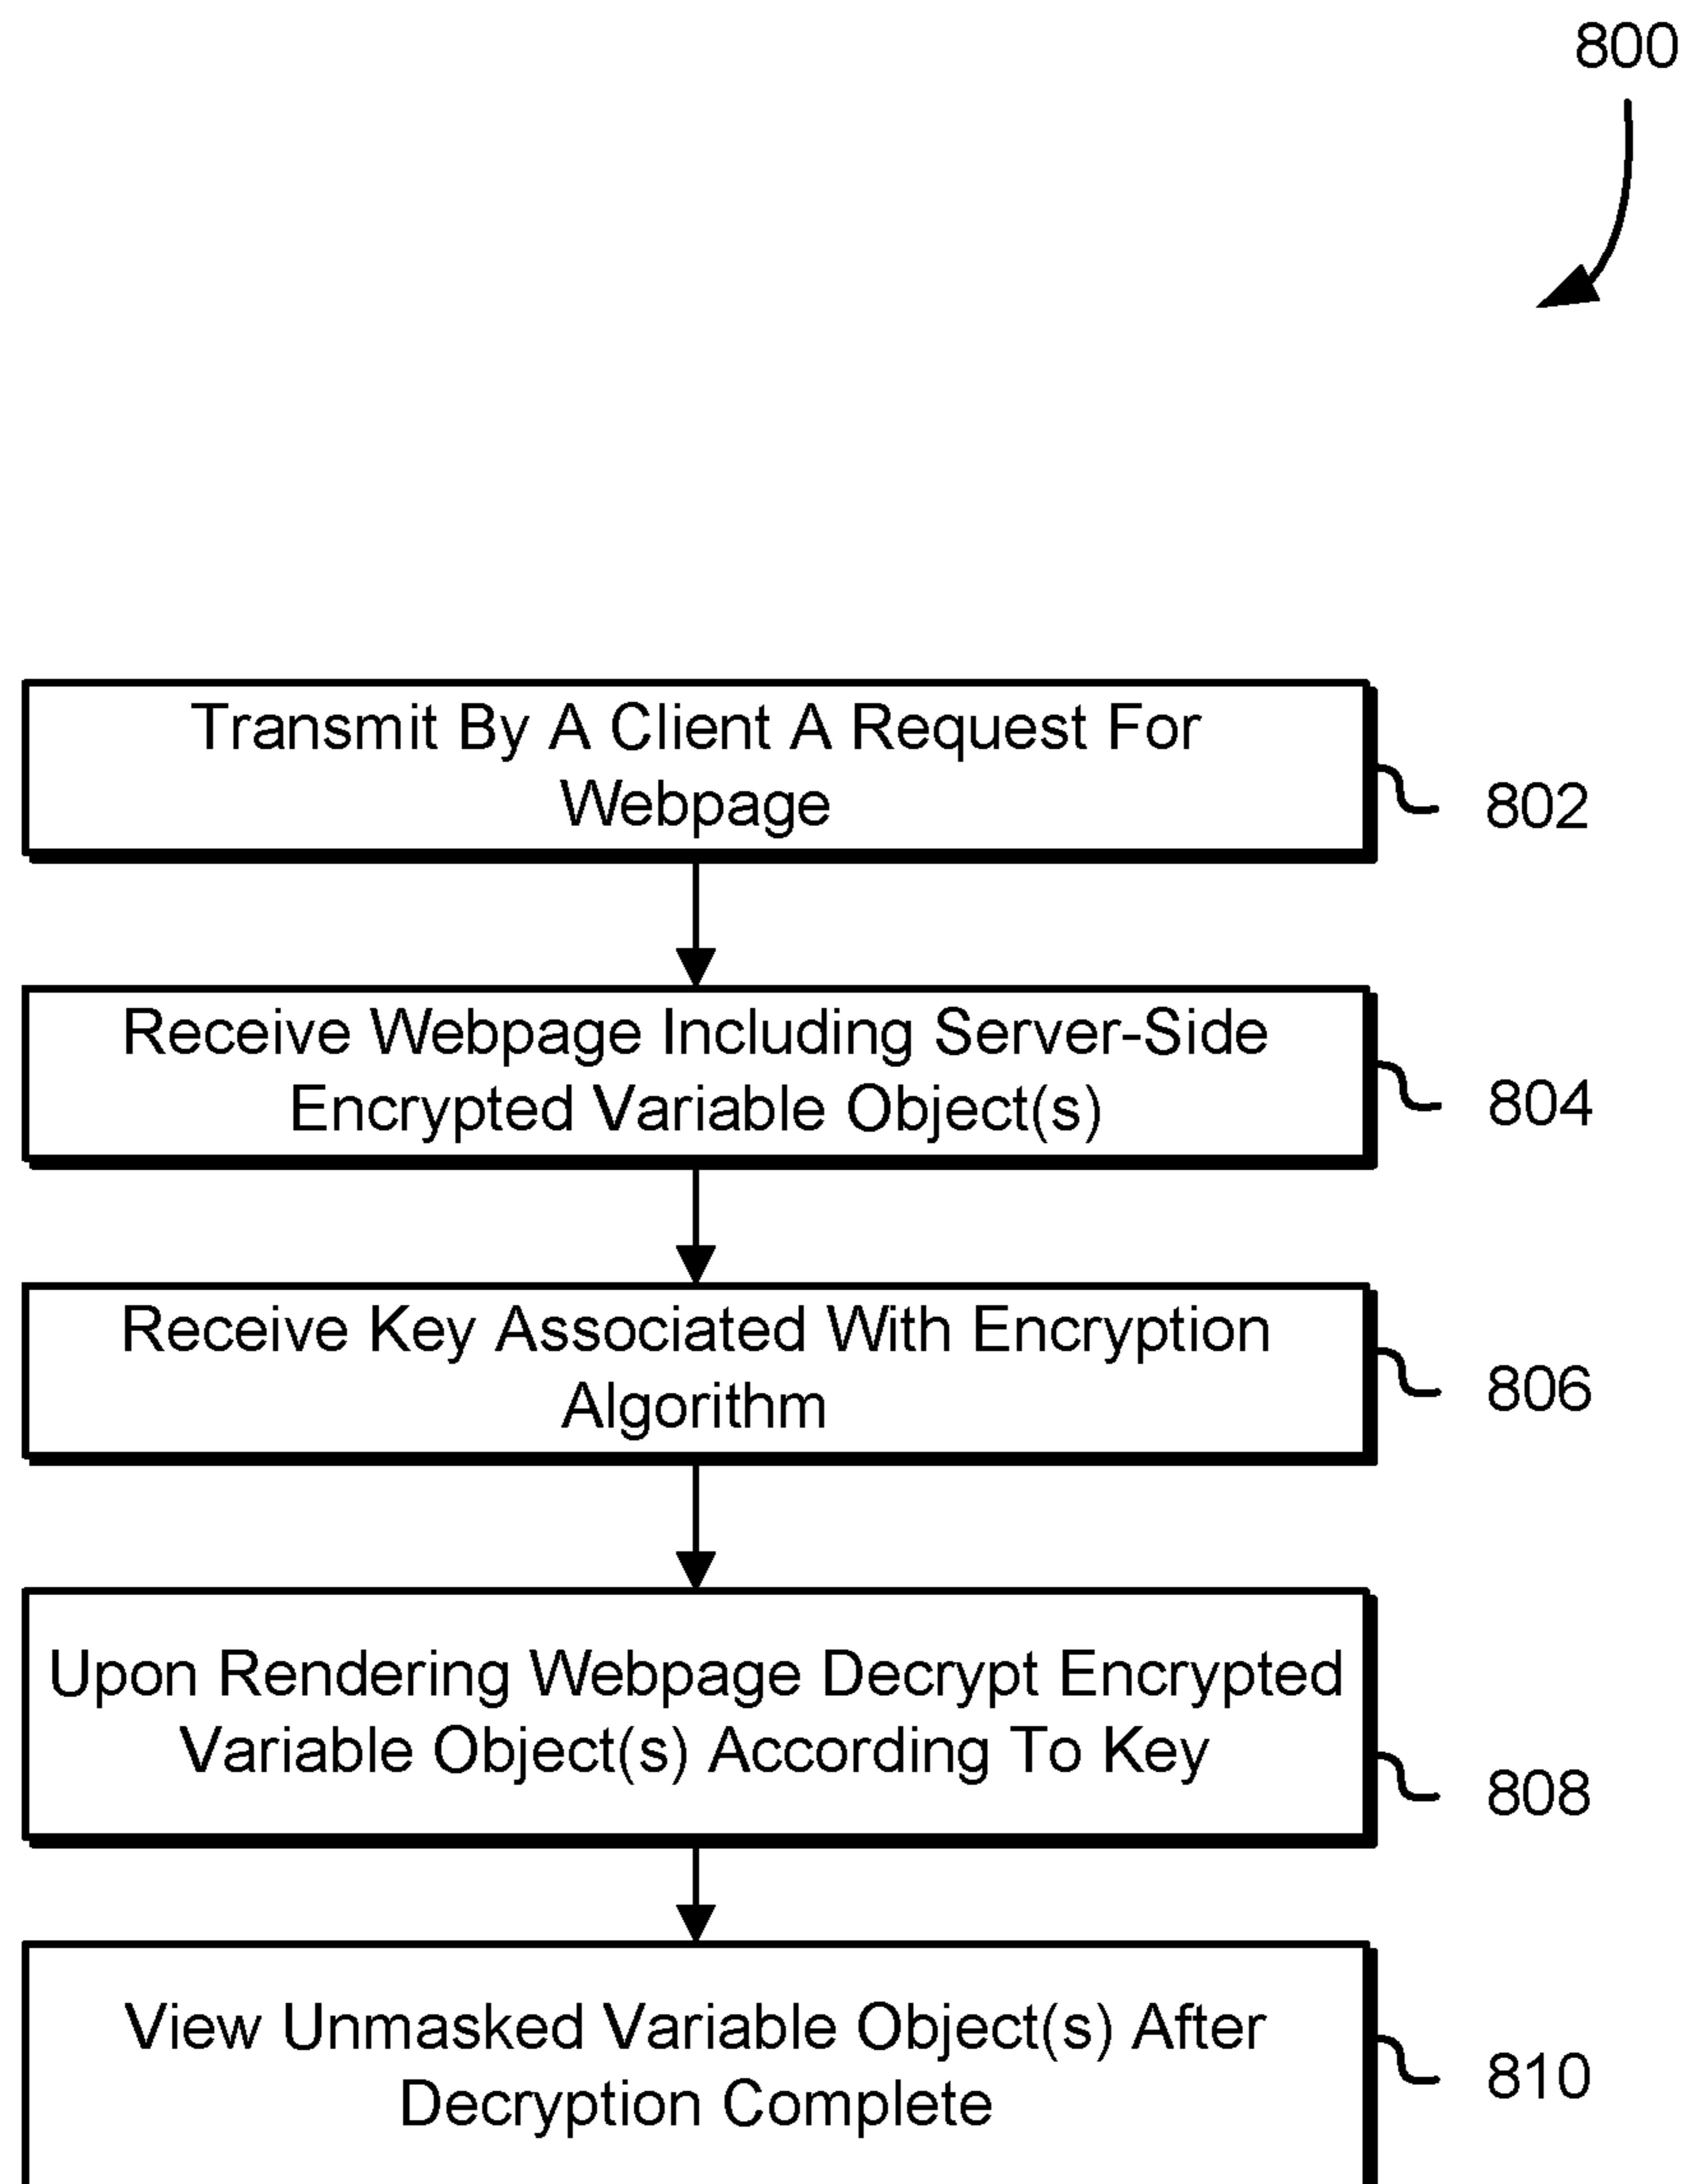 800
Transmit By A Client A Request For
Webpage
802
Receive Webpage Including Server-Side
Encrypted Variable Object(s)
804
Receive Key Associated With Encryption
Algorithm
806
Upon Rendering Webpage Decrypt Encrypted
Variable Object(s) According To Key
808
View Unmasked Variable Object(s) After
Decryption Complete
810